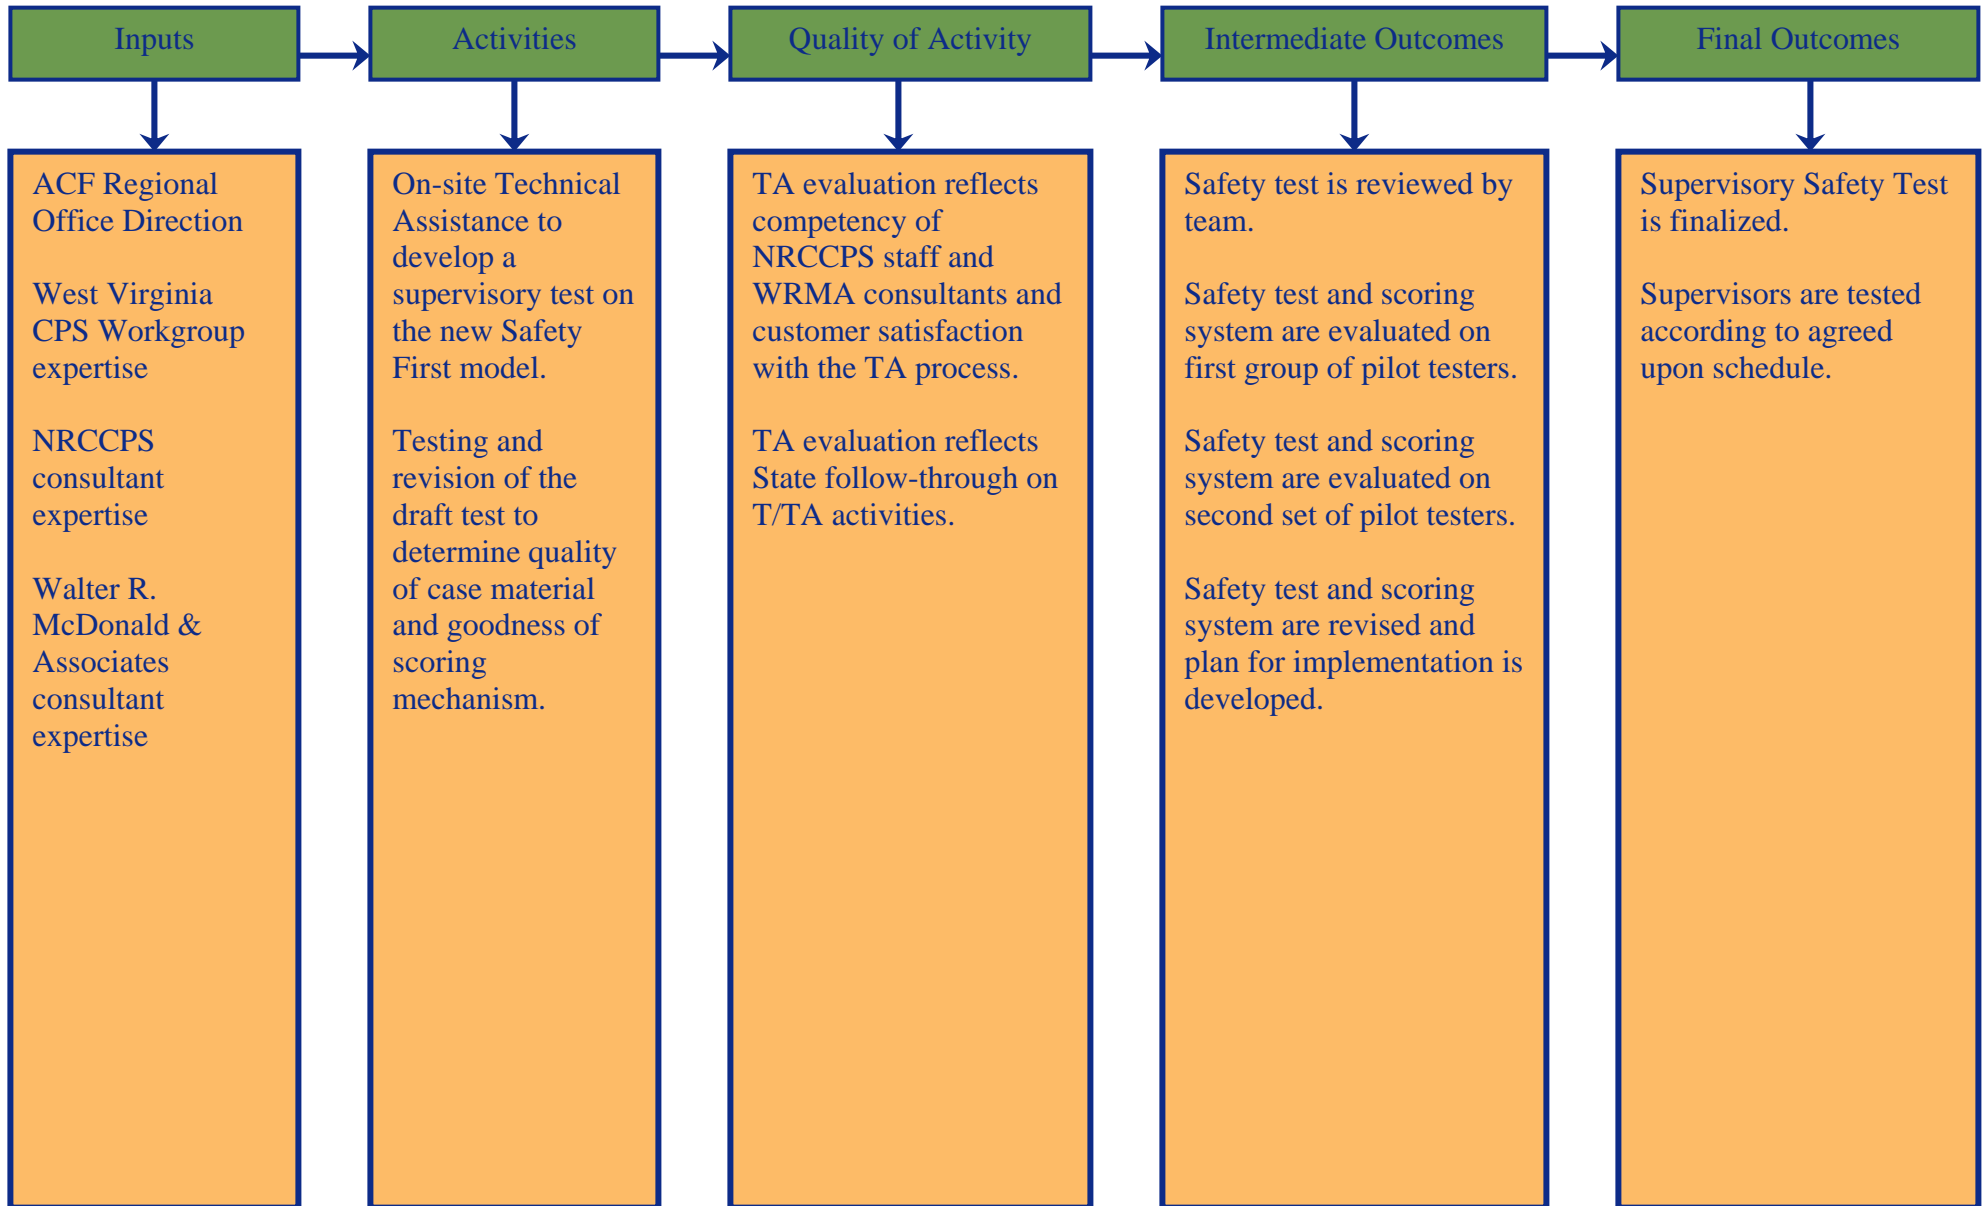 Inputs
Activities
Quality of Activity
Intermediate Outcomes
Final Outcomes
ACF Regional
Office Direction
West Virginia
CPS Workgroup
expertise
NRCCPS
consultant
expertise
Walter R.
McDonald &
Associates
consultant
expertise
On-site Technical
Assistance to
develop a
supervisory test on
the new Safety
First model.
Testing and
revision of the
draft test to
determine quality
of case material
and goodness of
scoring
mechanism.
TA evaluation reflects
competency of
NRCCPS staff and
WRMA consultants and
customer satisfaction
with the TA process.
TA evaluation reflects
State follow-through on
T/TA activities.
Safety test is reviewed by
team.
Safety test and scoring
system are evaluated on
first group of pilot testers.
Safety test and scoring
system are evaluated on
second set of pilot testers.
Safety test and scoring
system are revised and
plan for implementation is
developed.
Supervisory Safety Test
is finalized.
Supervisors are tested
according to agreed
upon schedule.